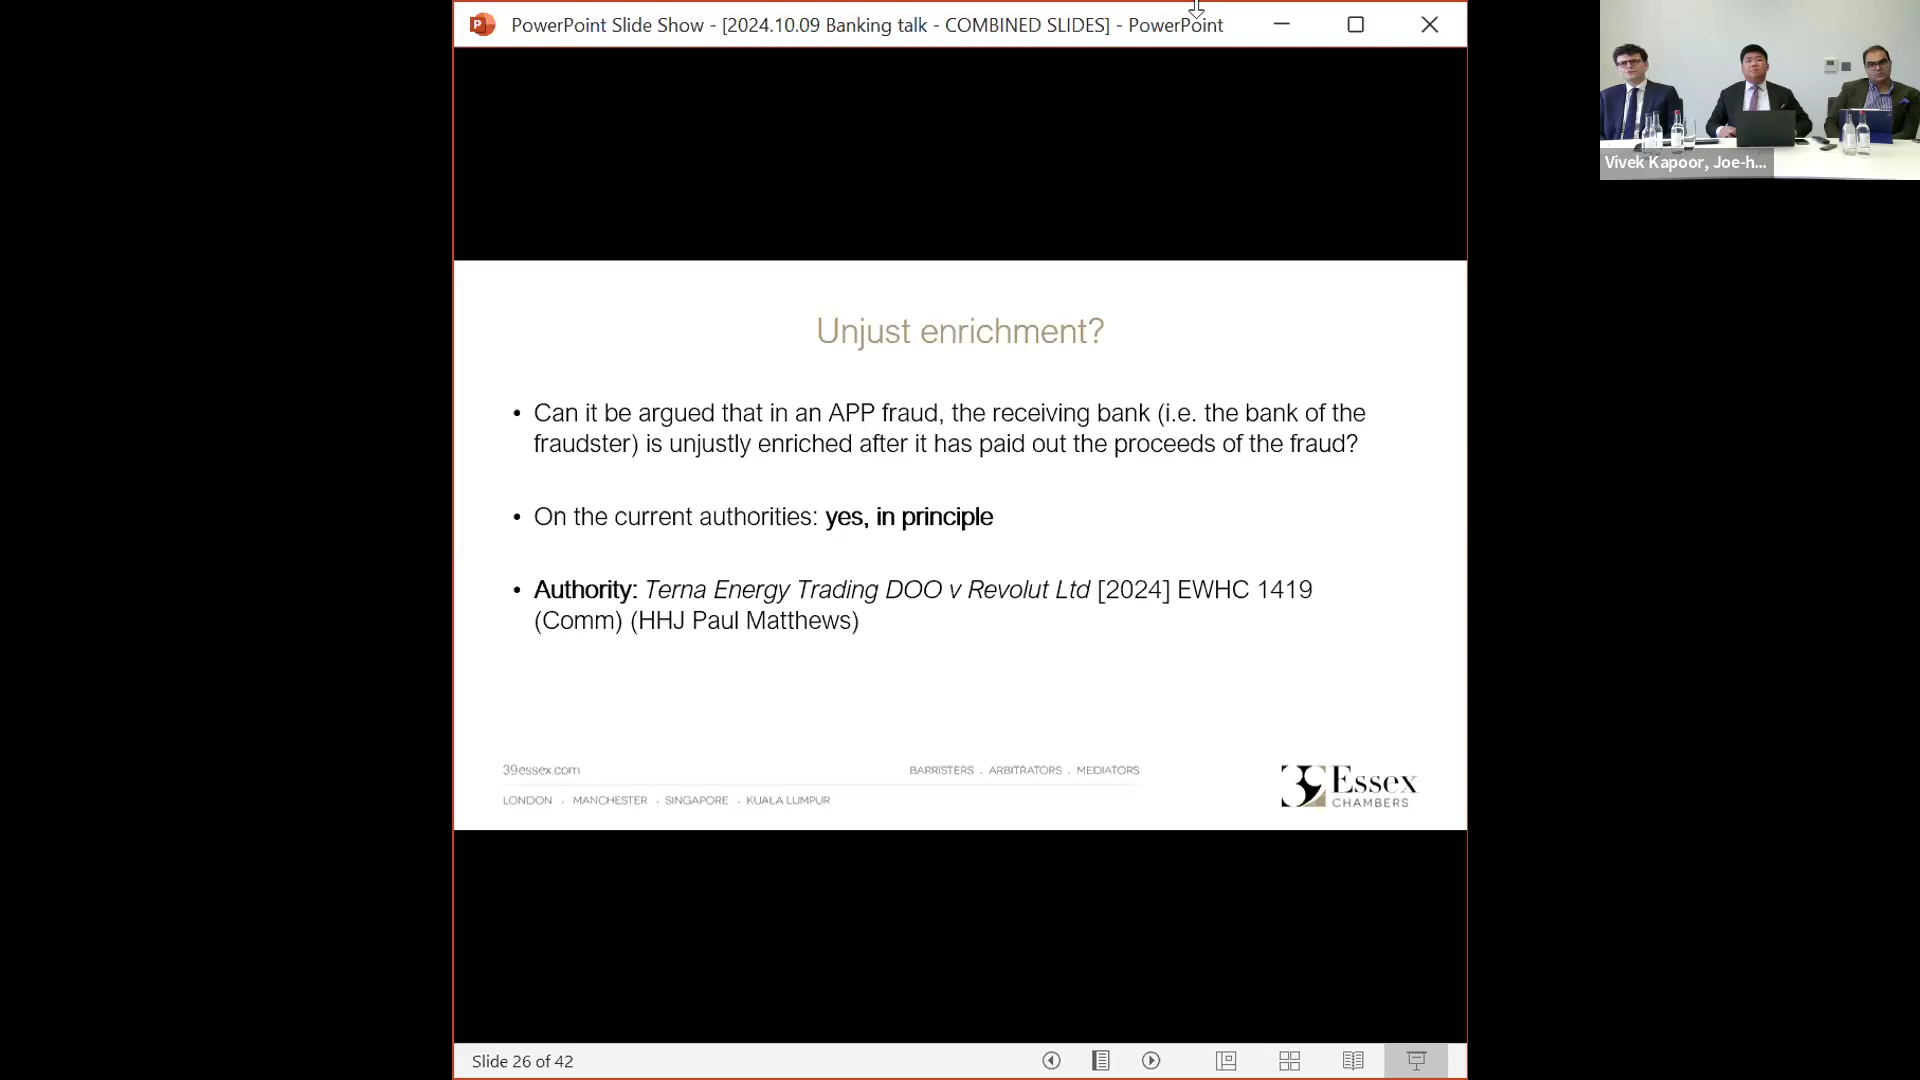 PowerPoint Slide Show - [2024.10.09 Banking talk - COMBINED SLIDES] - PowerPoint
Vivek Kapoor, Joe-h...
Unjust enrichment?
• Can it be argued that in an APP fraud, the receiving bank (i.e. the bank of the
fraudster) is unjustly enriched after it has paid out the proceeds of the fraud?
• On the current authorities: yes, in principle
• Authority: Terna Energy Trading DOO v Revolut Ltd [2024] EWHC 1419
(Comm) (HHJ Paul Matthews)
39essex.com
BARRISTERS . ARBITRATORS . MEDIATORS
LONDON . MANCHESTER . SINGAPORE . KUALA LUMPUR
39 Essex
CHAMBERS
Slide 26 of 42